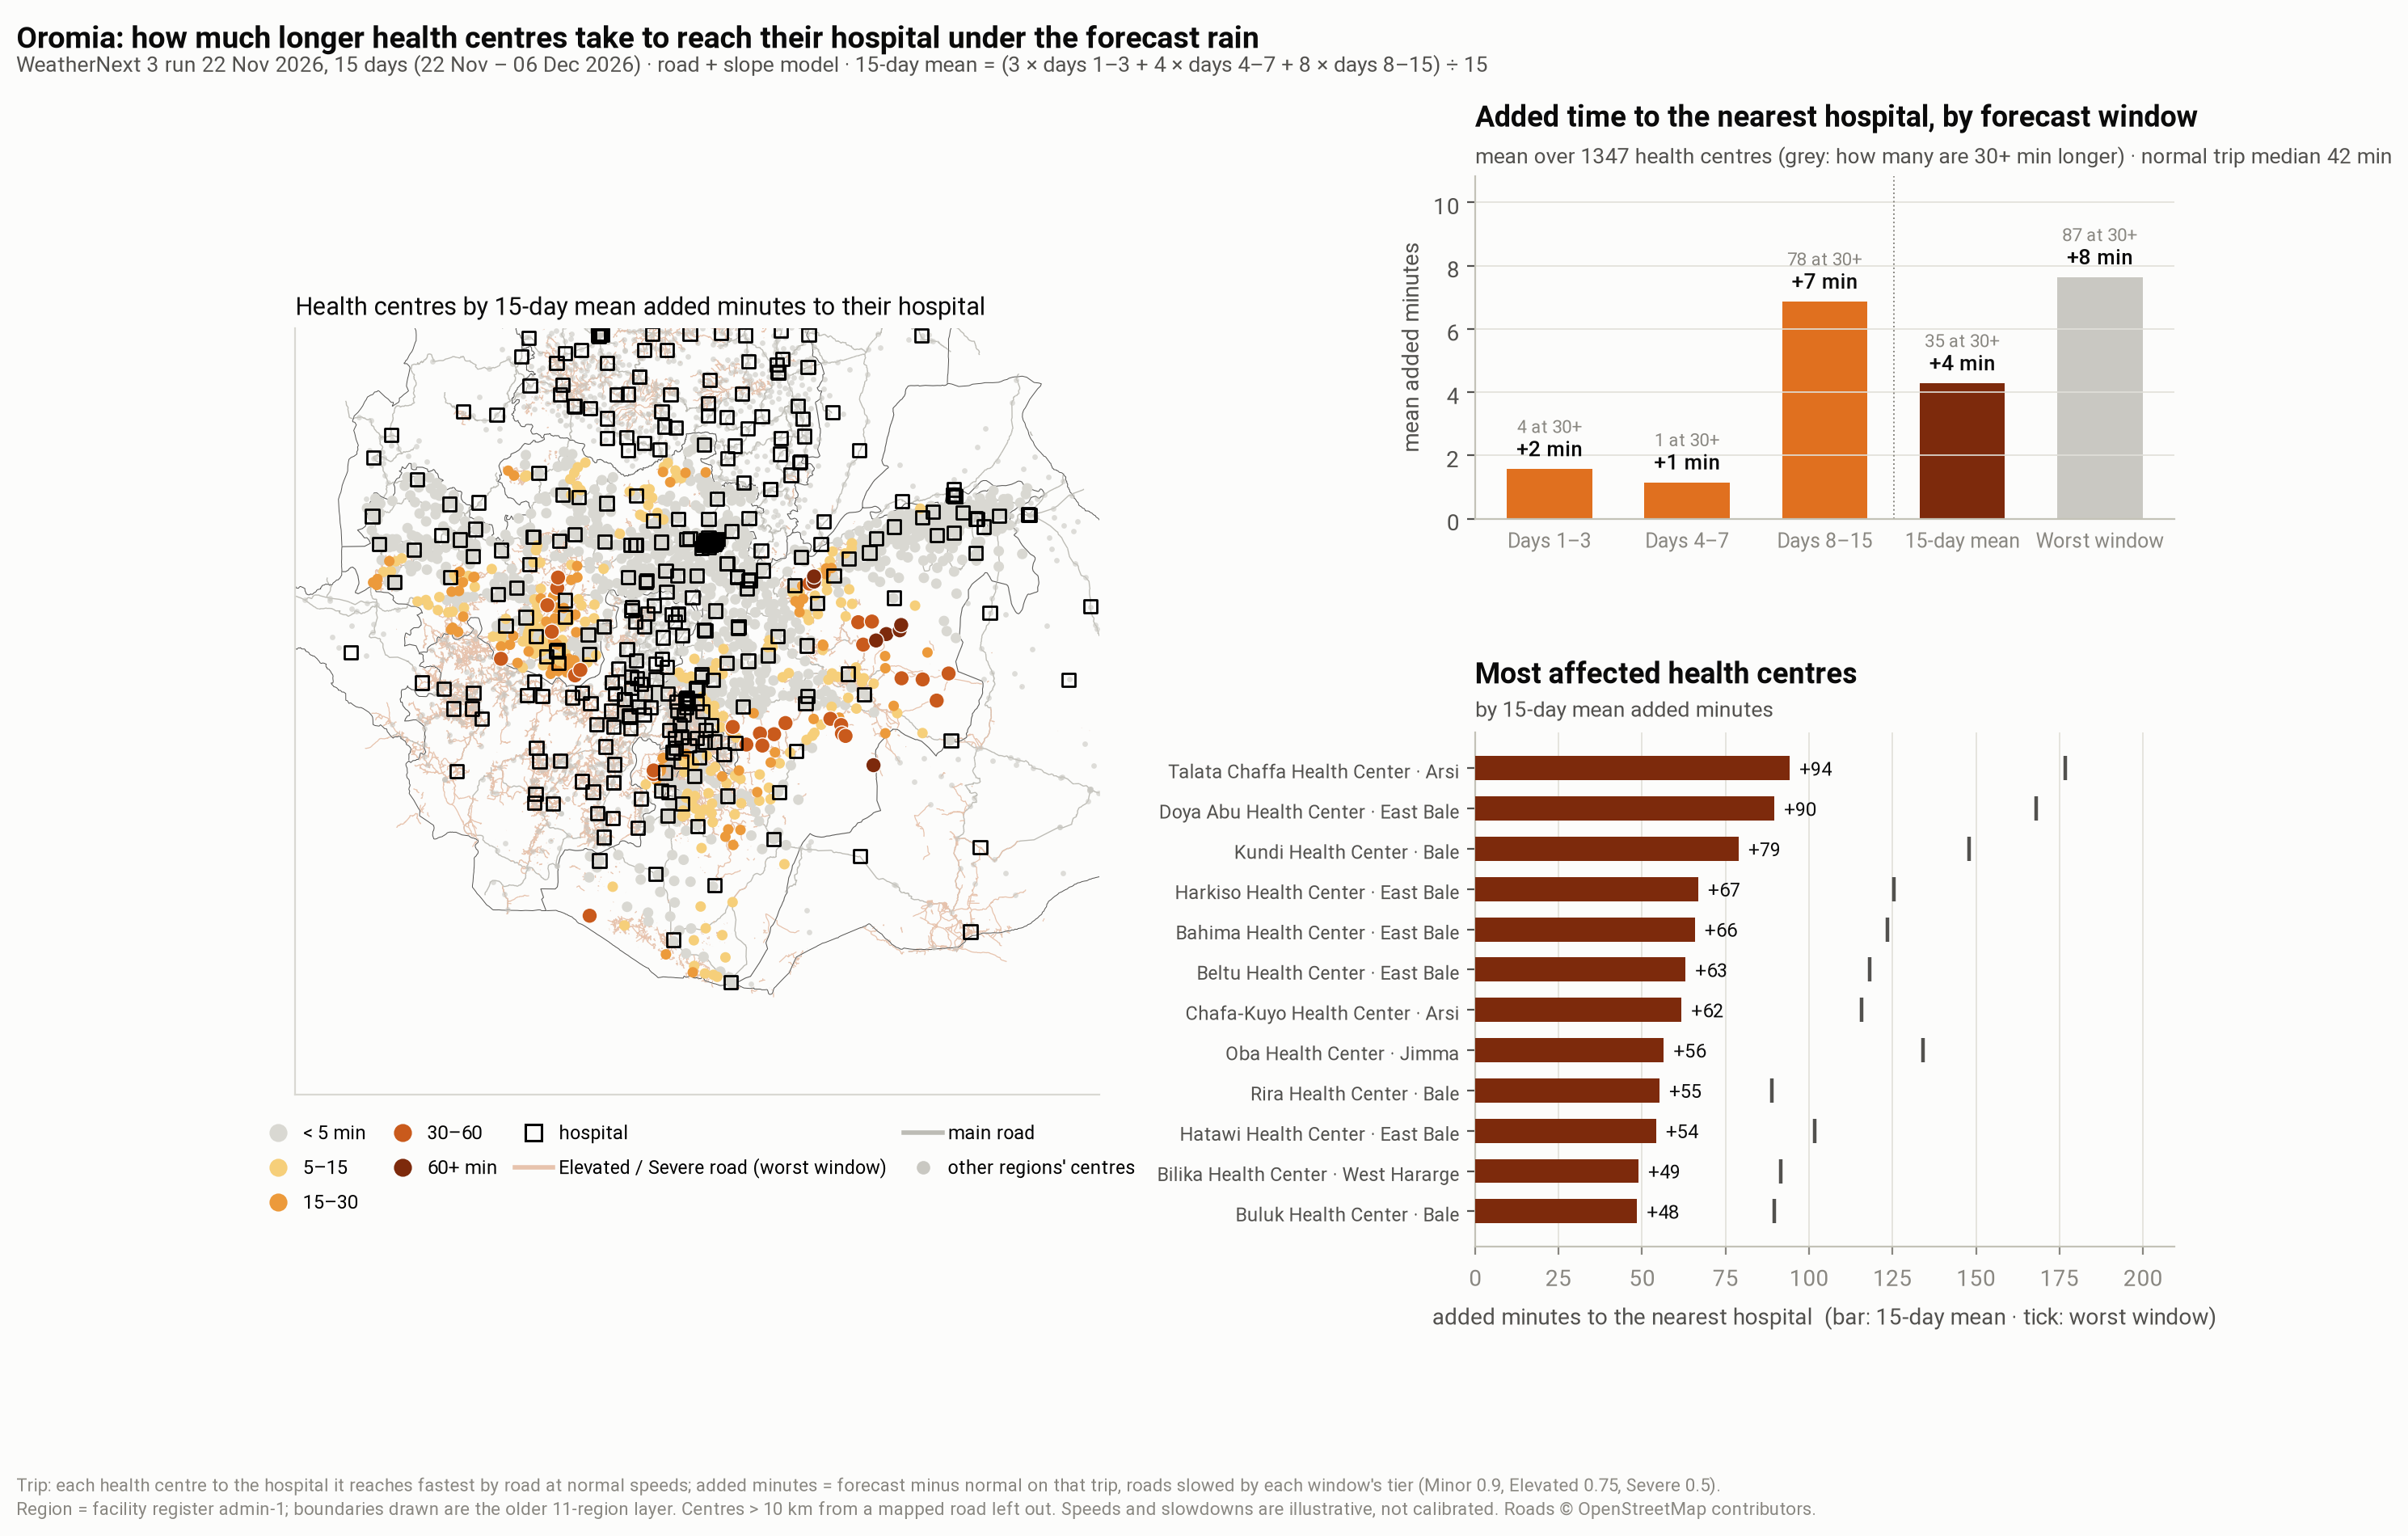 Oromia: how much longer health centres take to reach their hospital under the forecast rain
WeatherNext 3 run 22 Nov 2026, 15 days (22 Nov – 06 Dec 2026) · road + slope model · 15-day mean = (3 × days 1–3 + 4 × days 4–7 + 8 × days 8–15) ÷ 15
Health centres by 15-day mean added minutes to their hospital
< 5 min
5–15
15–30
30–60
60+ min
hospital
Elevated / Severe road (worst window)
main road
other regions' centres
Added time to the nearest hospital, by forecast window
mean over 1347 health centres (grey: how many are 30+ min longer) · normal trip median 42 min
mean added minutes
10
8
6
4
2
0
4 at 30+
+2 min
1 at 30+
+1 min
78 at 30+
+7 min
35 at 30+
+4 min
87 at 30+
+8 min
Days 1–3
Days 4–7
Days 8–15
15-day mean
Worst window
Most affected health centres
by 15-day mean added minutes
Talata Chaffa Health Center · Arsi +94
Doya Abu Health Center · East Bale +90
Kundi Health Center · Bale +79
Harkiso Health Center · East Bale +67
Bahima Health Center · East Bale +66
Beltu Health Center · East Bale +63
Chafa-Kuyo Health Center · Arsi +62
Oba Health Center · Jimma +56
Rira Health Center · Bale +55
Hatawi Health Center · East Bale +54
Bilika Health Center · West Hararge +49
Buluk Health Center · Bale +48
0 25 50 75 100 125 150 175 200
added minutes to the nearest hospital (bar: 15-day mean · tick: worst window)
Trip: each health centre to the hospital it reaches fastest by road at normal speeds; added minutes = forecast minus normal on that trip, roads slowed by each window's tier (Minor 0.9, Elevated 0.75, Severe 0.5).
Region = facility register admin-1; boundaries drawn are the older 11-region layer. Centres > 10 km from a mapped road left out. Speeds and slowdowns are illustrative, not calibrated. Roads © OpenStreetMap contributors.